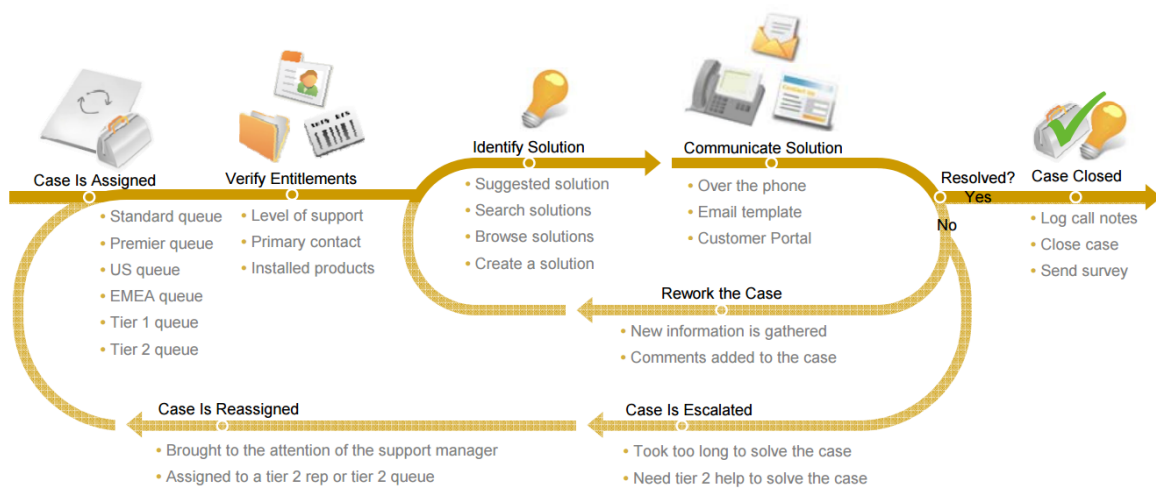 Case Is Assigned
• Standard queue
• Premier queue
• US queue
• EMEA queue
• Tier 1 queue
• Tier 2 queue
Verify Entitlements
• Level of support
• Primary contact
• Installed products
Identify Solution
• Suggested solution
• Search solutions
• Browse solutions
• Create a solution
Communicate Solution
• Over the phone
• Email template
• Customer Portal
Resolved?
Yes
No
Case Closed
• Log call notes
• Close case
• Send survey
Rework the Case
• New information is gathered
• Comments added to the case
Case Is Escalated
• Took too long to solve the case
• Need tier 2 help to solve the case
Case Is Reassigned
• Brought to the attention of the support manager
• Assigned to a tier 2 rep or tier 2 queue